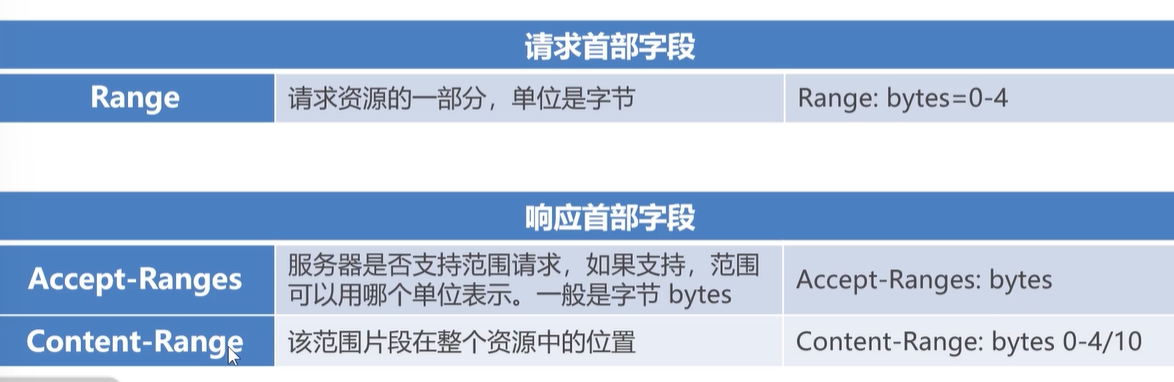 请求首部字段
Range 请求资源的一部分，单位是字节 Range: bytes=0-4
响应首部字段
Accept-Ranges 服务器是否支持范围请求，如果支持，范围
可以用哪个单位表示。一般是字节 bytes Accept-Ranges: bytes
Content-Range 该范围片段在整个资源中的位置 Content-Range: bytes 0-4/10